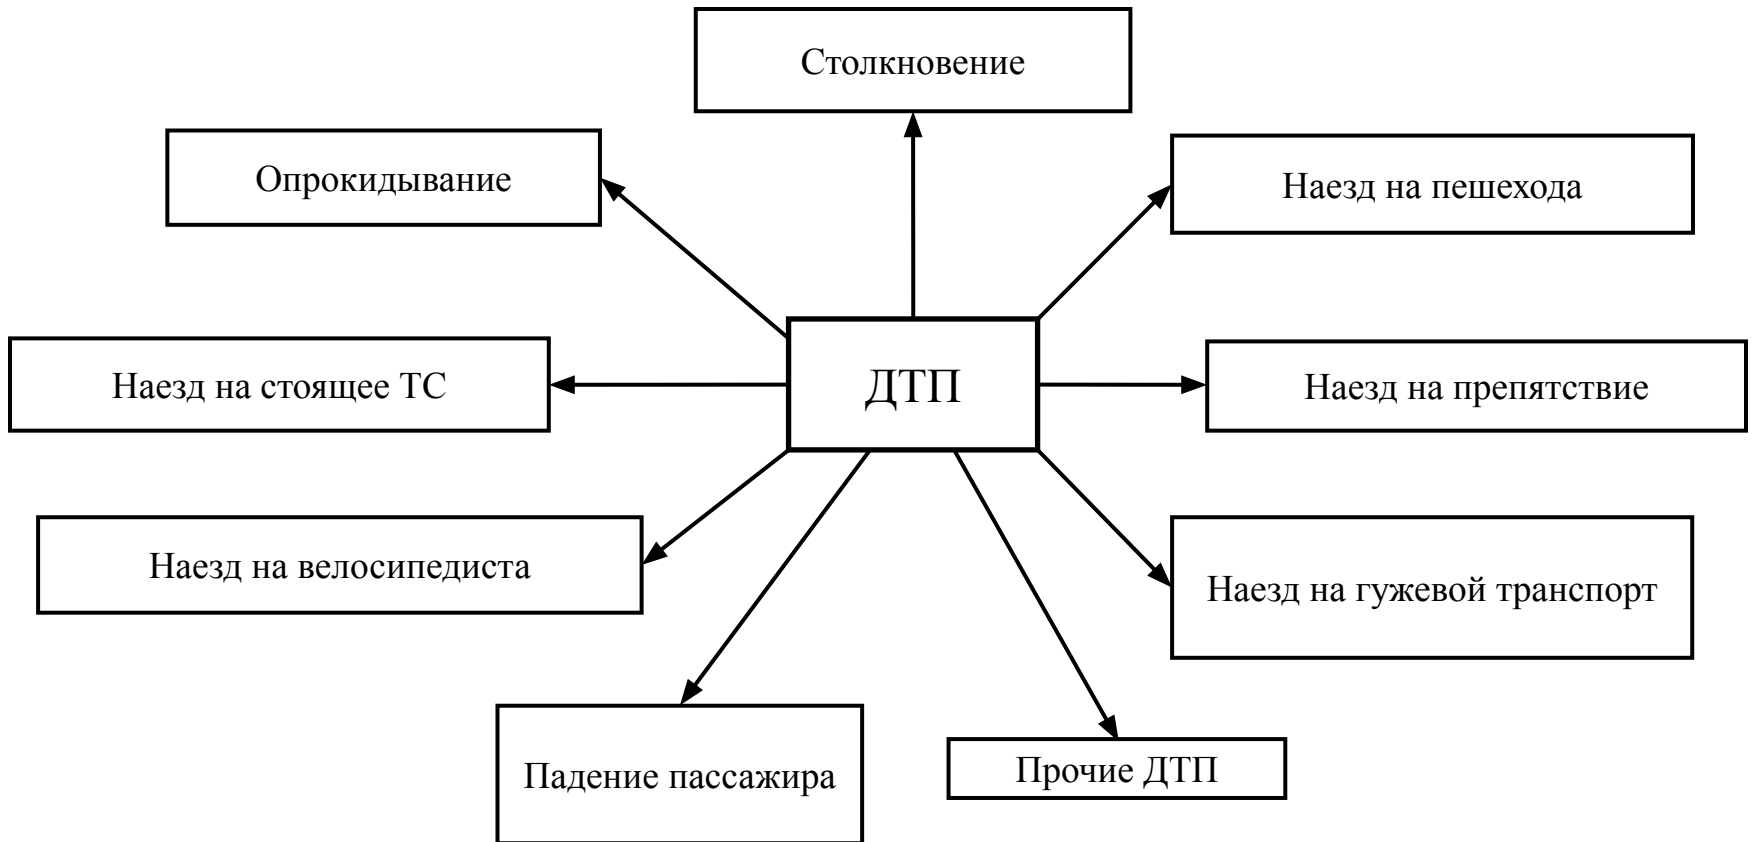 Столкновение
Опрокидывание
Наезд на пешехода
Наезд на стоящее ТС
ДТП
Наезд на препятствие
Наезд на велосипедиста
Наезд на гужевой транспорт
Падение пассажира
Прочие ДТП